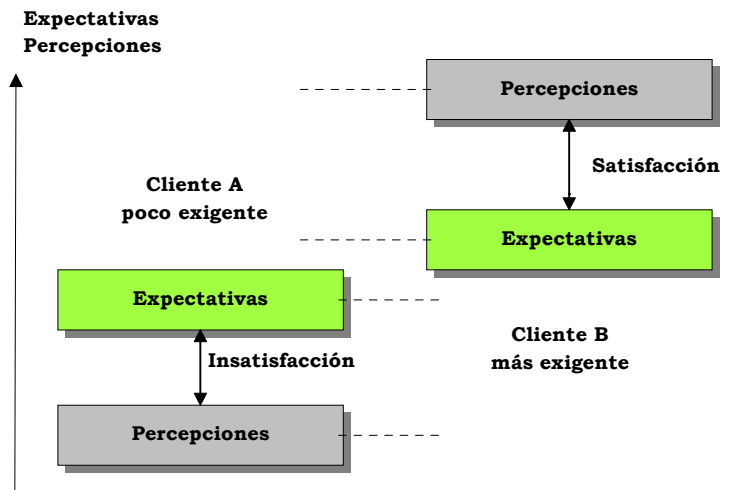 Expectativas
Percepciones
Percepciones
Satisfacción
Cliente A
poco exigente
Expectativas
Expectativas
Cliente B
más exigente
Insatisfacción
Percepciones